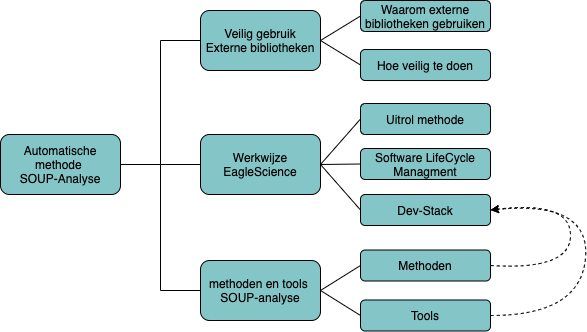 Automatische
methode
SOUP-Analyse
Veilig gebruik
Externe bibliotheken
Waarom externe
bibliotheken gebruiken
Hoe veilig te doen
Werkwijze
EagleScience
Uitrol methode
Software LifeCycle
Managment
Dev-Stack
methoden en tools
SOUP-analyse
Methoden
Tools